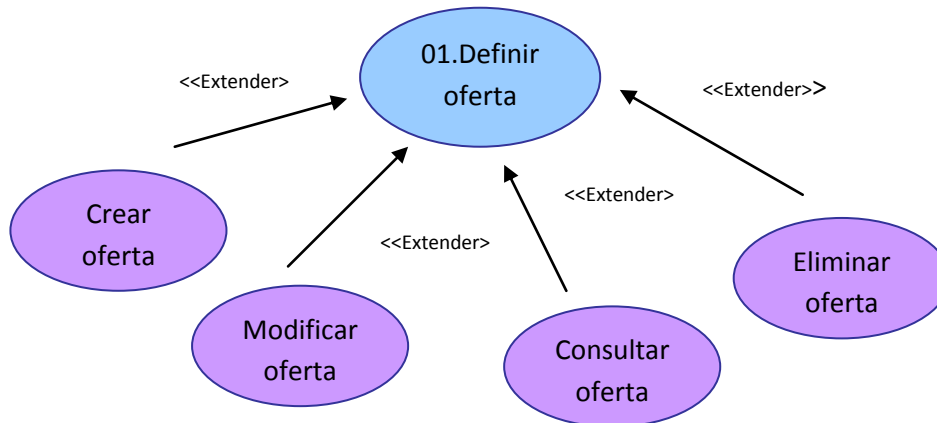 01.Definir
oferta
<<Extender>
<<Extender>>
Crear
oferta
<<Extender>
<<Extender>
Eliminar
oferta
Modificar
oferta
Consultar
oferta